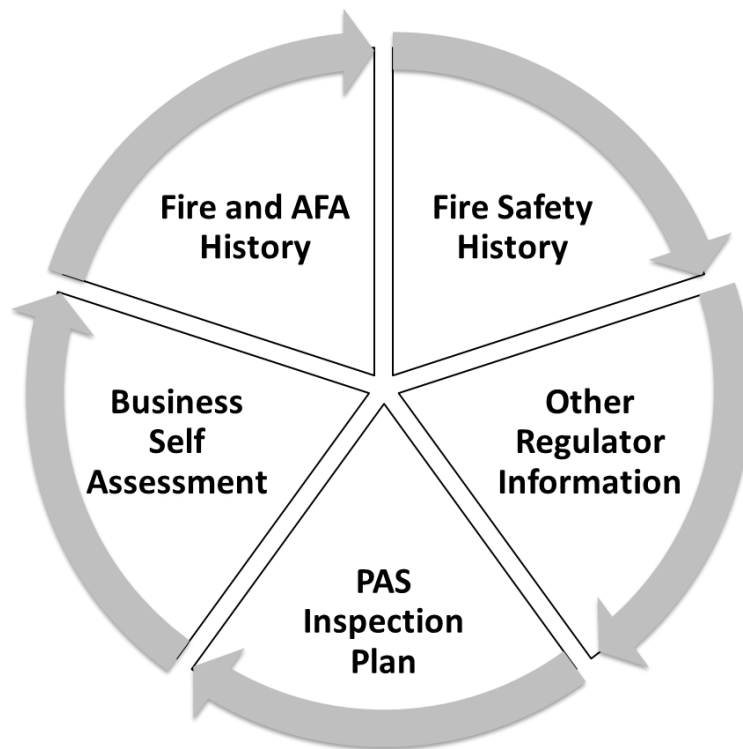 Fire and AFA
History
Fire Safety
History
Other
Regulator
Information
PAS
Inspection
Plan
Business
Self
Assessment